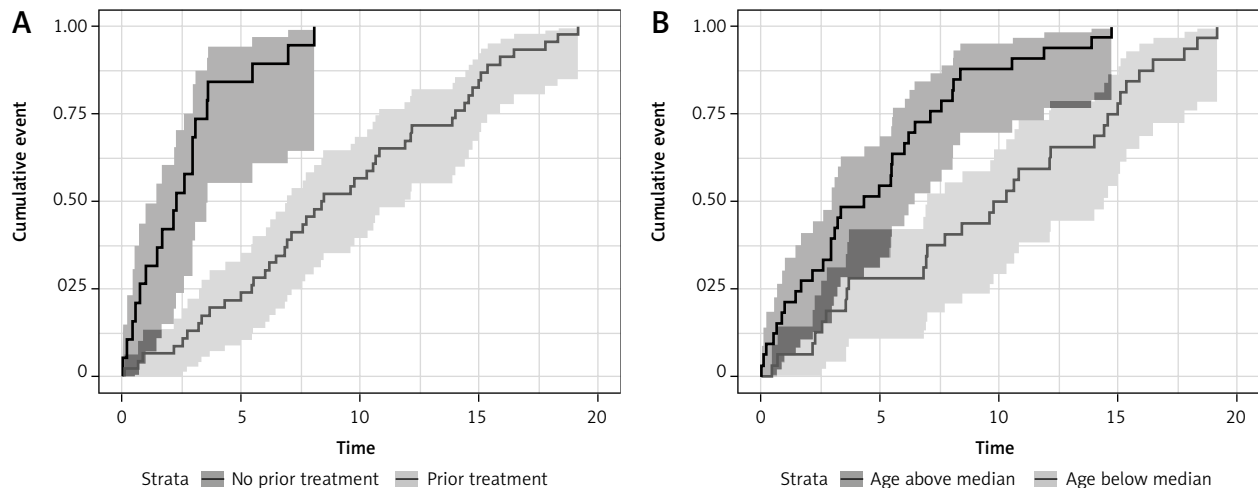 A
Cumulative event
1.00
0.75
0.50
025
0
0 5 10 15 20
Time
Strata No prior treatment Prior treatment
B
Cumulative event
1.00
0.75
0.50
025
0
0 5 10 15 20
Time
Strata Age above median Age below median